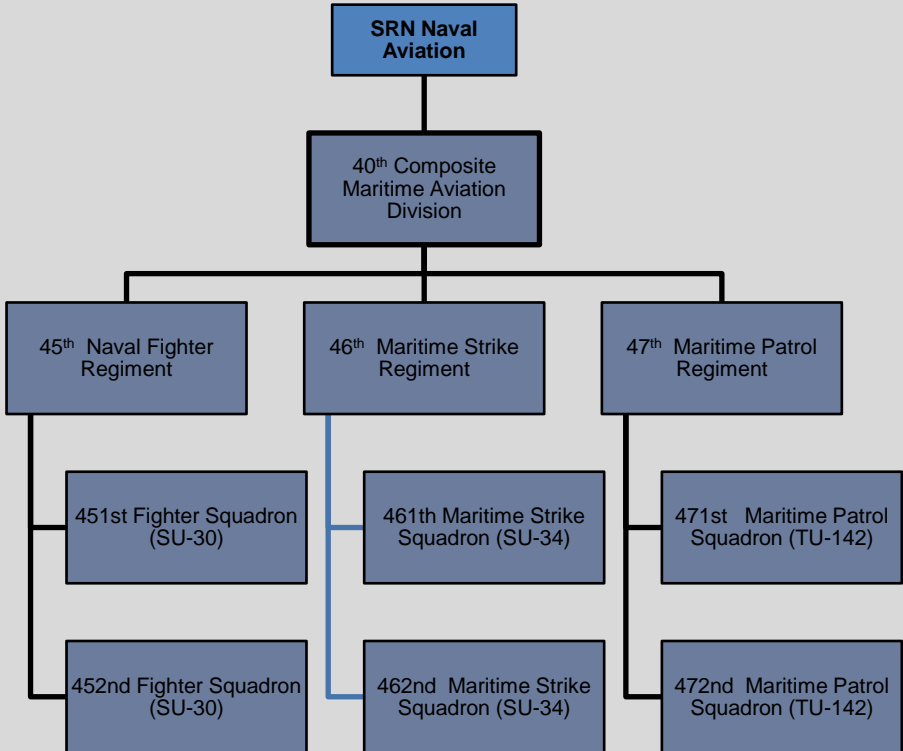 SRN Naval
Aviation
40th Composite
Maritime Aviation
Division
45th Naval Fighter
Regiment
46th Maritime Strike
Regiment
47th Maritime Patrol
Regiment
451st Fighter Squadron
(SU-30)
461th Maritime Strike
Squadron (SU-34)
471st Maritime Patrol
Squadron (TU-142)
452nd Fighter Squadron
(SU-30)
462nd Maritime Strike
Squadron (SU-34)
472nd Maritime Patrol
Squadron (TU-142)